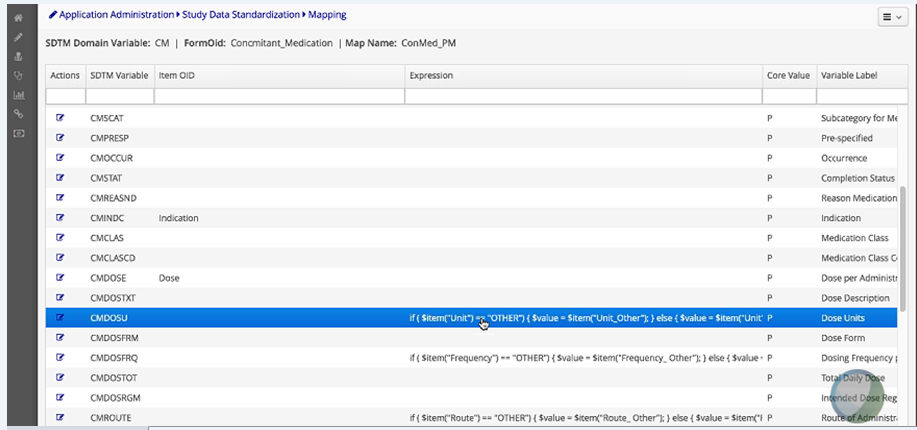 Application Administration Study Data Standardization Mapping
SDTM Domain Variable: CM | FormOid: Concmitant_Medication | Map Name: ConMed_PM
Actions SDTM Variable Item OID Expression Core Value Variable Label
CMSCAT P Subcategory for Me
CMPRESP P Pre-specified
CMOCCUR P Occurrence
CMSTAT P Completion Status
CMREASND P Reason Medication
CMINDC Indication P Indication
CMCLAS P Medication Class
CMCLASCD P Medication Class C
CMDOSE Dose P Dose per Administr
CMDOSTXT P Dose Description
CMDOSU if ( $item("Unit") == "OTHER") { $value = $item("Unit_Other"); } else { $value = $item("Unit" P Dose Units
CMDOSFRM P Dose Form
CMDOSFRQ if ( $item("Frequency") == "OTHER") { $value = $item("Frequency_ Other"); } else { $value P Dosing Frequency p
CMDOSTOT P Total Daily Dose
CMDOSRGM P Intended Dose Reg
CMROUTE if ( $item("Route") == "OTHER") { $value = $item("Route_ Other"); } else { $value = $item(" P Route of Administr